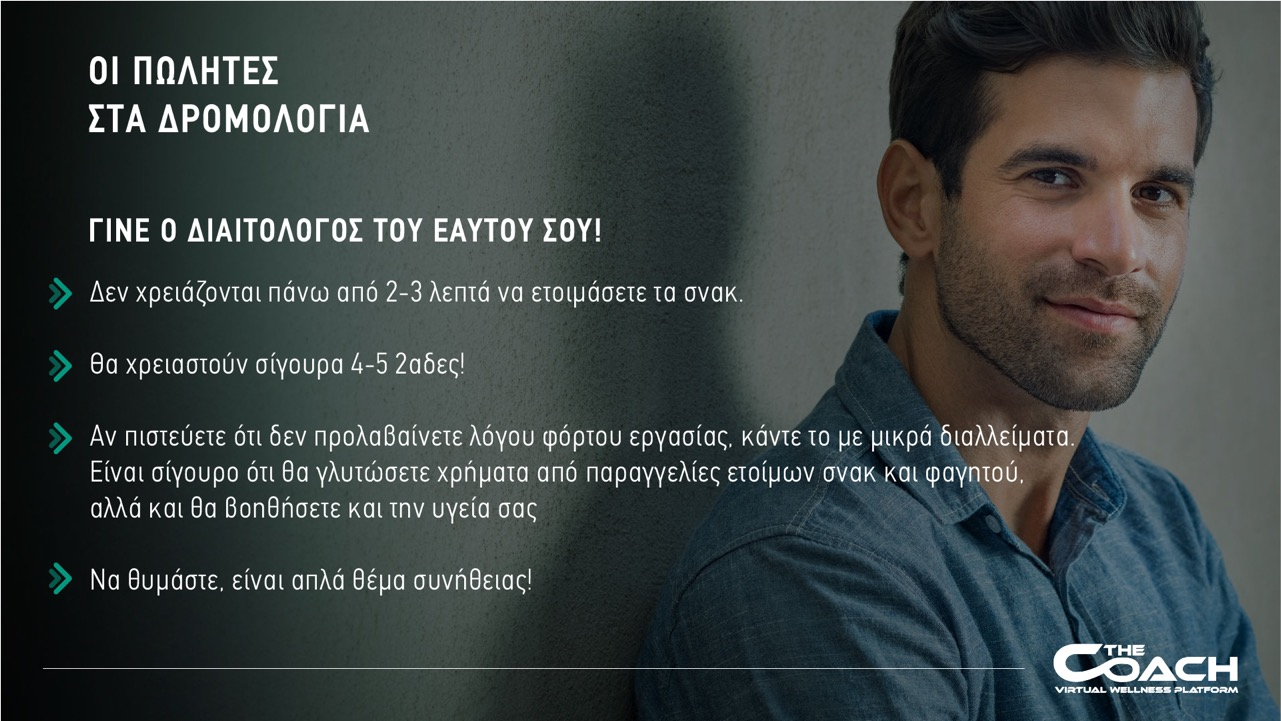 ΟΙ ΠΩΛΗΤΕΣ
ΣΤΑ ΔΡΟΜΟΛΟΓΙΑ
ΓΙΝΕ Ο ΔΙΑΙΤΟΛΟΓΟΣ ΤΟΥ ΕΑΥΤΟΥ ΣΟΥ!
Δεν χρειάζονται πάνω από 2-3 λεπτά να ετοιμάσετε τα σνακ.
Θα χρειαστούν σίγουρα 4-5 2αδες!
Αν πιστεύετε ότι δεν προλαβαίνετε λόγου φόρτου εργασίας, κάντε το με μικρά διαλλείματα.
Είναι σίγουρο ότι θα γλυτώσετε χρήματα από παραγγελίες ετοίμων σνακ και φαγητού,
αλλά και θα βοηθήσετε και την υγεία σας
Να θυμάστε, είναι απλά θέμα συνήθειας!
THE
COACH
VIRTUAL WELLNESS PLATFORM